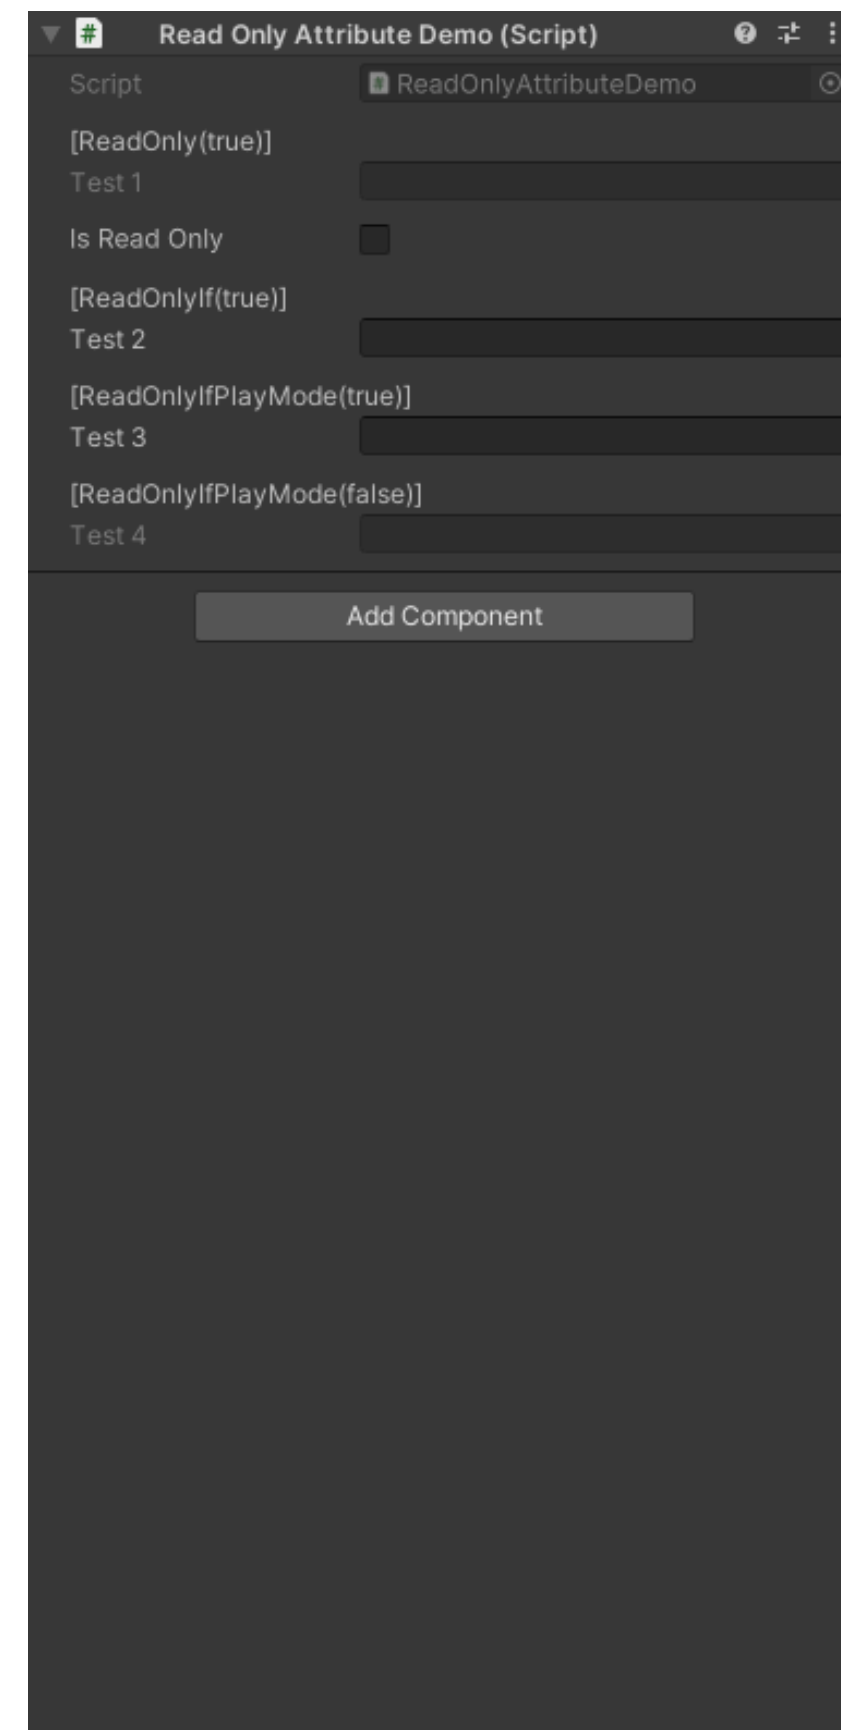 Read Only Attribute Demo (Script)
Script ReadOnlyAttributeDemo
[ReadOnly(true)]
Test 1
Is Read Only
[ReadOnlyIf(true)]
Test 2
[ReadOnlyIfPlayMode(true)]
Test 3
[ReadOnlyIfPlayMode(false)]
Test 4
Add Component